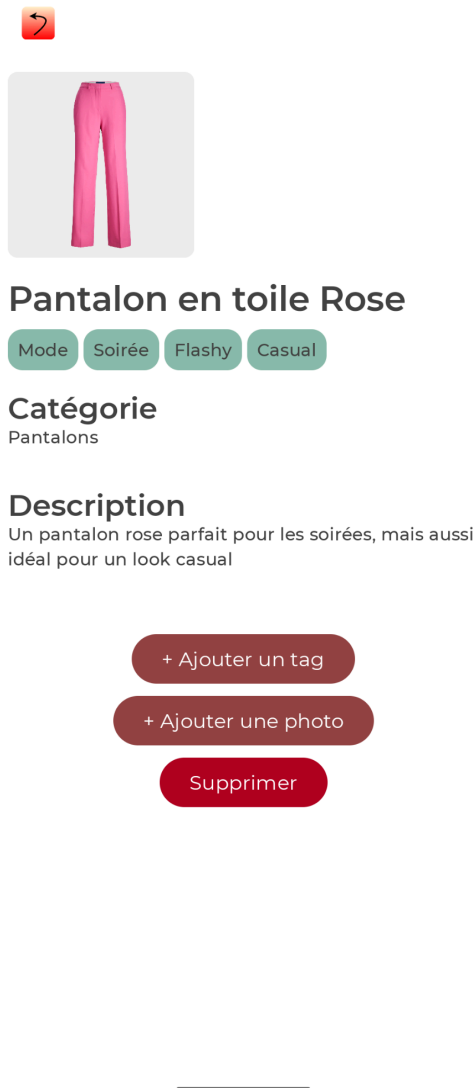 Pantalon en toile Rose
Mode Soirée Flashy Casual
Catégorie
Pantalons
Description
Un pantalon rose parfait pour les soirées, mais aussi
idéal pour un look casual
+ Ajouter un tag
+ Ajouter une photo
Supprimer